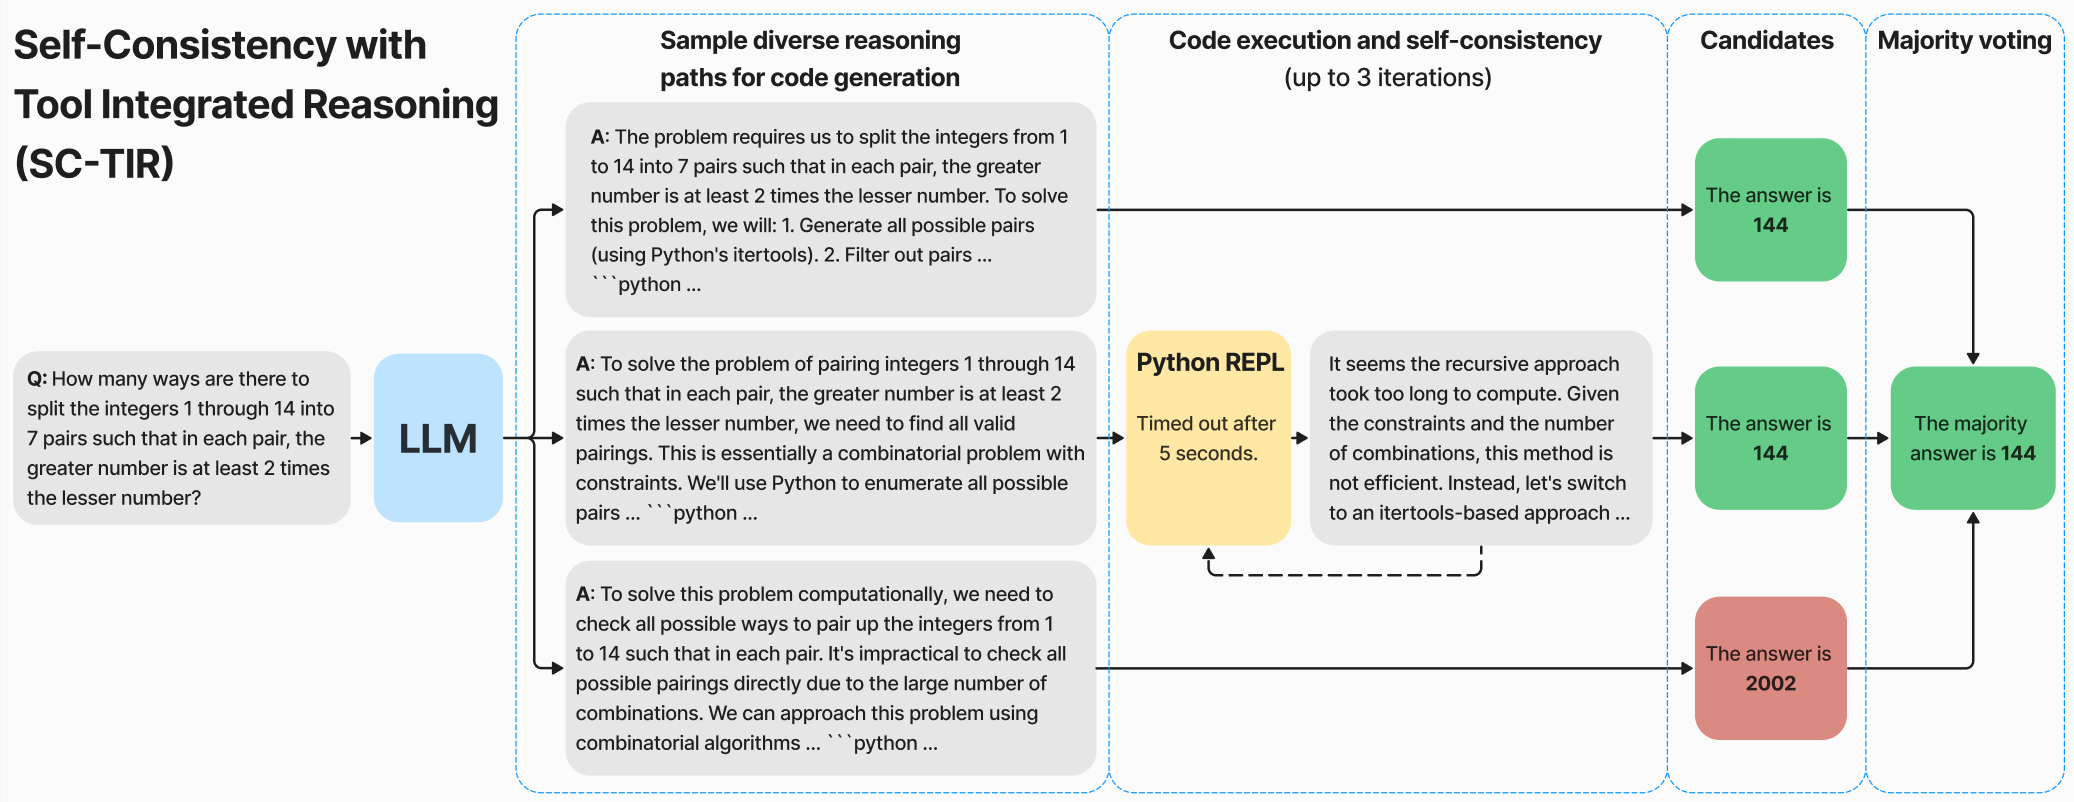 Self-Consistency with
Tool Integrated Reasoning
(SC-TIR)
Q: How many ways are there to
split the integers 1 through 14 into
7 pairs such that in each pair, the
greater number is at least 2 times
the lesser number?
LLM
Sample diverse reasoning
paths for code generation
A: The problem requires us to split the integers from 1
to 14 into 7 pairs such that in each pair, the greater
number is at least 2 times the lesser number. To solve
this problem, we will: 1. Generate all possible pairs
(using Python's itertools). 2. Filter out pairs ...
```python ...
A: To solve the problem of pairing integers 1 through 14
such that in each pair, the greater number is at least 2
times the lesser number, we need to find all valid
pairings. This is essentially a combinatorial problem with
constraints. We'll use Python to enumerate all possible
pairs ... ```python ...
A: To solve this problem computationally, we need to
check all possible ways to pair up the integers from 1
to 14 such that in each pair. It's impractical to check all
possible pairings directly due to the large number of
combinations. We can approach this problem using
combinatorial algorithms ... ```python ...
Code execution and self-consistency
(up to 3 iterations)
Python REPL
Timed out after
5 seconds.
It seems the recursive approach
took too long to compute. Given
the constraints and the number
of combinations, this method is
not efficient. Instead, let's switch
to an itertools-based approach ...
Candidates
The answer is
144
The answer is
144
The answer is
2002
Majority voting
The majority
answer is 144